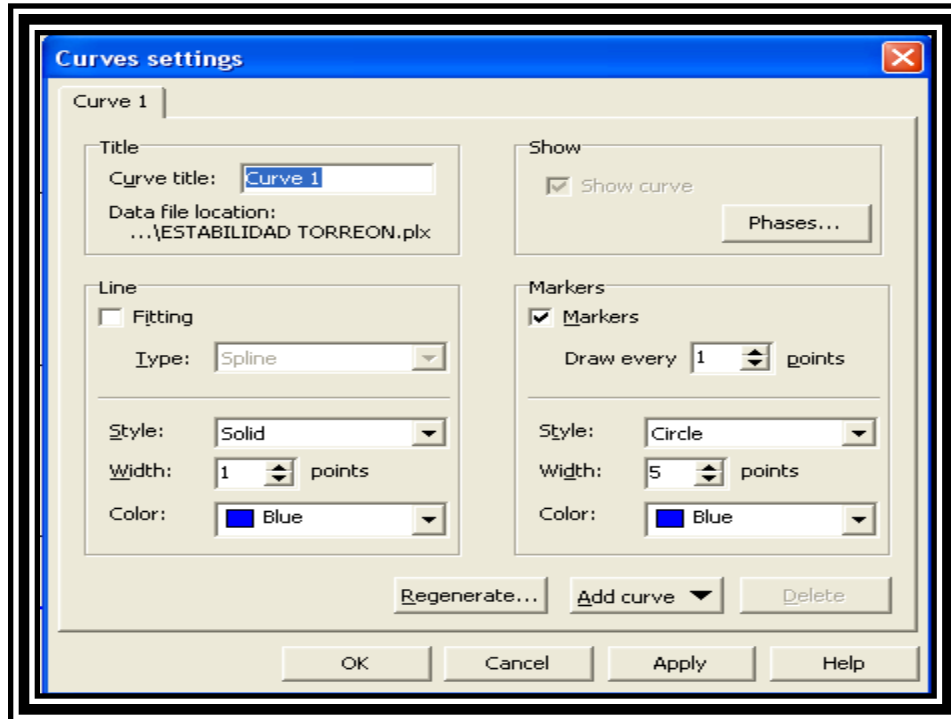 Curves settings
Curve 1
Title
Curve title: Curve 1
Data file location:
...\ESTABILIDAD TORREON.plx
Show
Show curve
Phases...
Line
Fitting
Type: Spline
Style: Solid
Width: 1 points
Color: Blue
Markers
Markers
Draw every 1 points
Style: Circle
Width: 5 points
Color: Blue
Regenerate... Add curve Delete
OK Cancel Apply Help